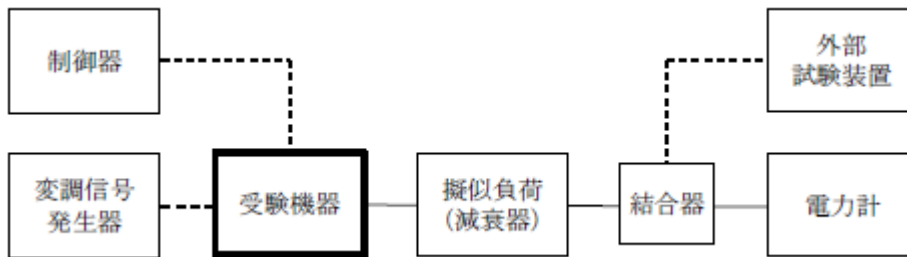 制御器
外部
試験装置
変調信号
発生器
受験機器
擬似負荷
(減衰器)
結合器
電力計